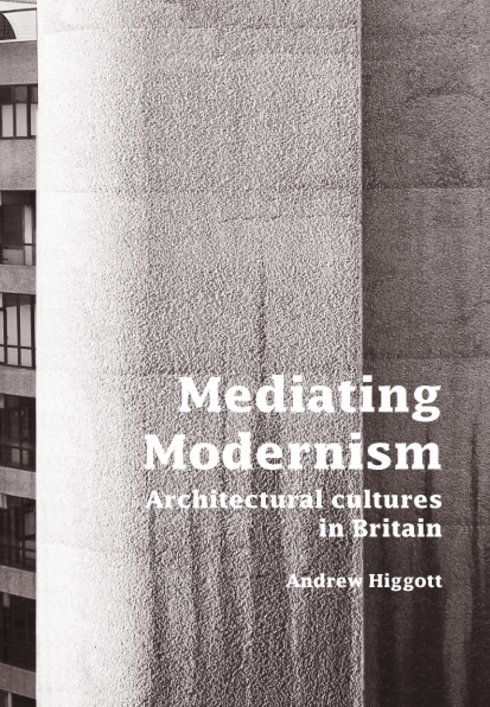 Mediating
Modernism
Architectural cultures
in Britain
Andrew Higgott